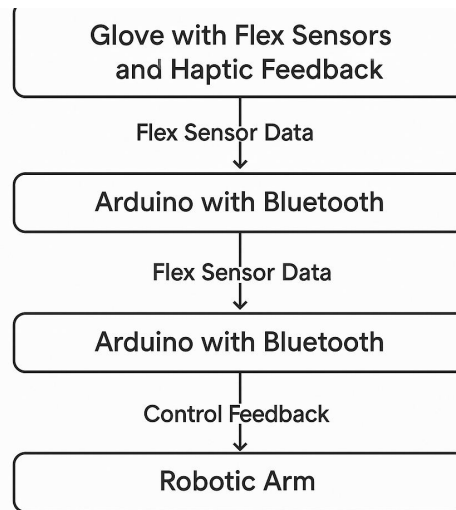 Glove with Flex Sensors
and Haptic Feedback
Flex Sensor Data
Arduino with Bluetooth
Flex Sensor Data
Arduino with Bluetooth
Control Feedback
Robotic Arm